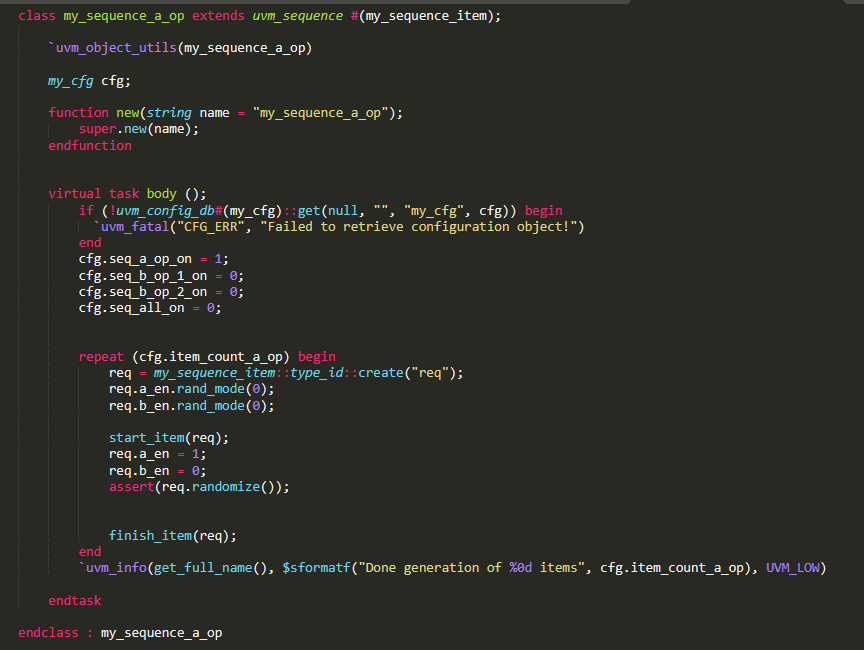 class my_sequence_a_op extends uvm_sequence #(my_sequence_item);
`uvm_object_utils(my_sequence_a_op)
my_cfg cfg;
function new(string name = "my_sequence_a_op");
super.new(name);
endfunction
virtual task body ();
if (!uvm_config_db#(my_cfg)::get(null, "", "my_cfg", cfg)) begin
`uvm_fatal("CFG_ERR", "Failed to retrieve configuration object!")
end
cfg.seq_a_op_on = 1;
cfg.seq_b_op_1_on = 0;
cfg.seq_b_op_2_on = 0;
cfg.seq_all_on = 0;
repeat (cfg.item_count_a_op) begin
req = my_sequence_item::type_id::create("req");
req.a_en.rand_mode(0);
req.b_en.rand_mode(0);
start_item(req);
req.a_en = 1;
req.b_en = 0;
assert(req.randomize());
finish_item(req);
end
`uvm_info(get_full_name(), $sformatf("Done generation of %0d items", cfg.item_count_a_op), UVM_LOW)
endtask
endclass : my_sequence_a_op